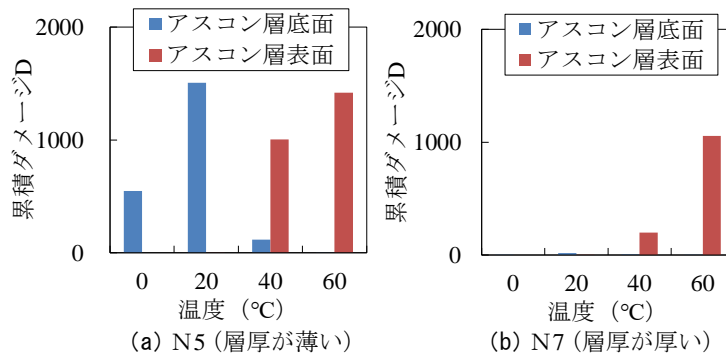 2000
アスコン層底面
アスコン層表面
1000
0
累積ダメージD
0 20 40 60
温度（℃）
(a) N5（層厚が薄い）
2000
アスコン層底面
アスコン層表面
1000
0
累積ダメージD
0 20 40 60
温度（℃）
(b) N7（層厚が厚い）